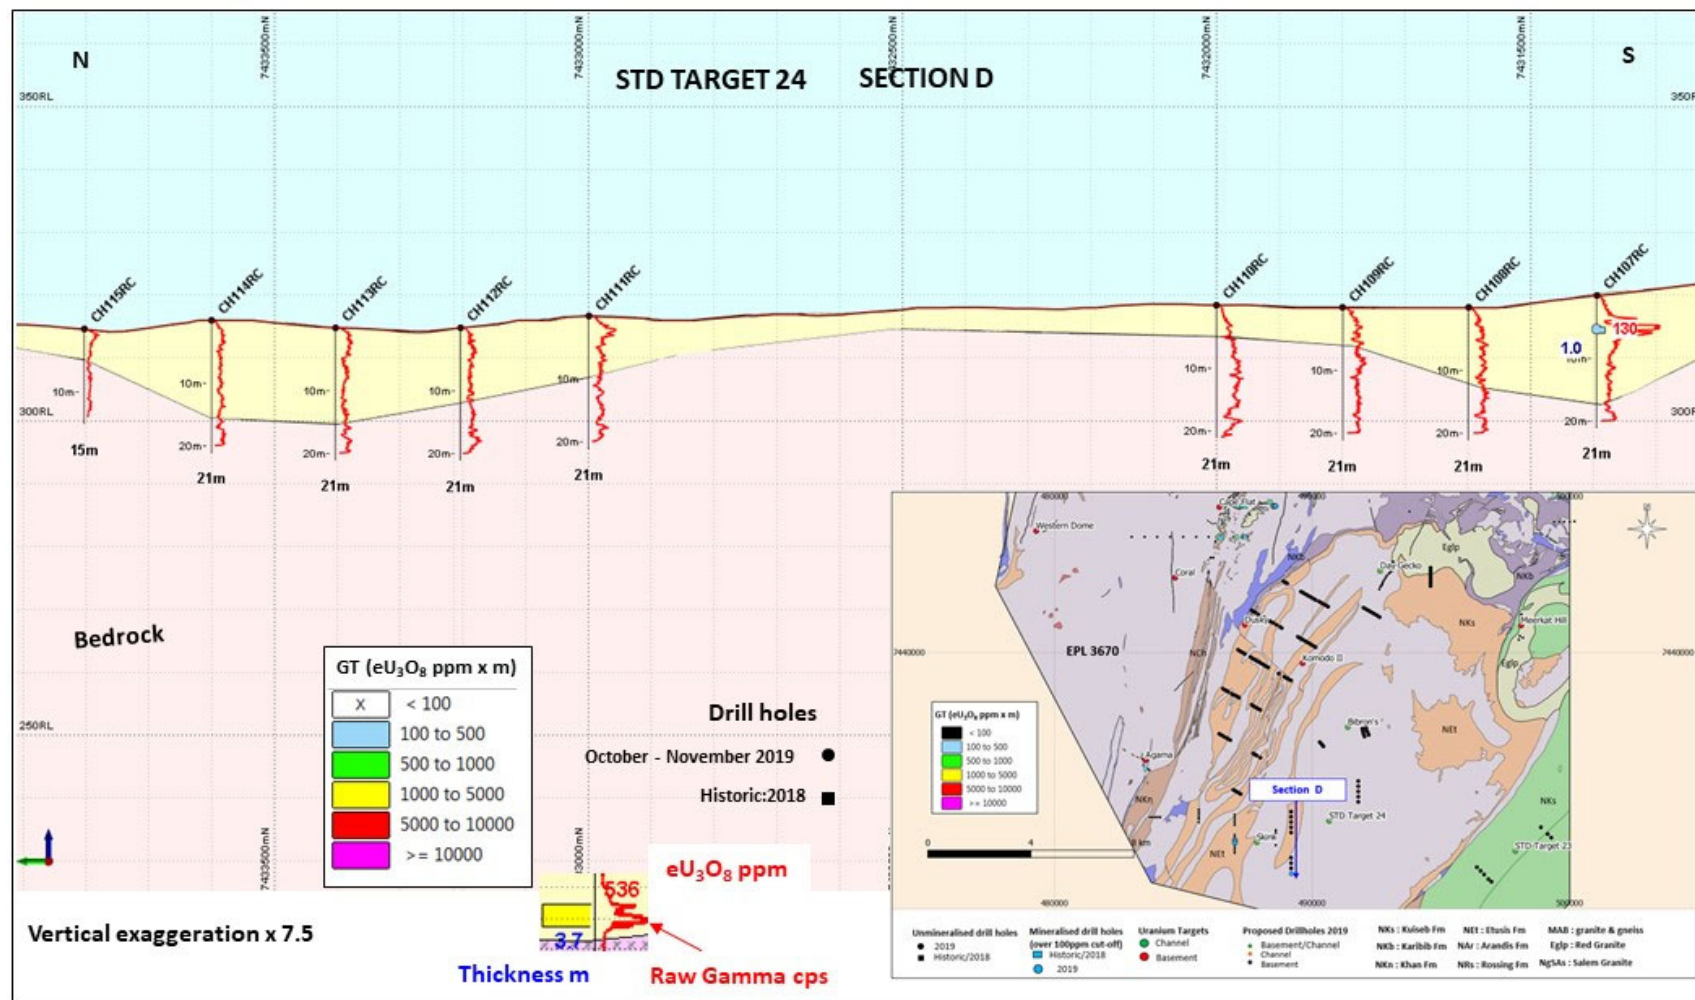 7433500mN
7433000mN
7432500mN
7432000mN
7431500mN
N
STD TARGET 24 SECTION D
S
350RL
350
CH115RC
CH114RC
CH113RC
CH112RC
CH111RC
CH110RC
CH109RC
CH108RC
CH107RC
130
1.0
10m-
10m-
10m-
10m-
10m-
10m-
10m-
10m-
10m-
300RL
300R
20m-
20m-
20m-
20m-
20m-
20m-
20m-
20m-
15m
21m
21m
21m
21m
21m
21m
21m
21m
Bedrock
250RL
GT (eU₃O₈ ppm x m)
X < 100
100 to 500
500 to 1000
1000 to 5000
5000 to 10000
>= 10000
Drill holes
October - November 2019
Historic:2018
7433500mN
Vertical exaggeration x 7.5
eU₃O₈ ppm
536
3.7
Thickness m
Raw Gamma cps
480000
Western Dome
Coral
Day Gecko
Eglp
NKb
NKb
NKs
Meerkat Hill
Dusky
EPL 3670
Komodo II
7440000
7440000
Eglp
Bibron's
NEt
Agama
Section D
NKs
STD Target 24
STD-Target 23
Skink
NEt
GT (eU₃O₈ ppm x m)
< 100
100 to 500
500 to 1000
1000 to 5000
5000 to 10000
>= 10000
0 4 8 km
480000
490000
500000
Unmineralised drill holes
2019
Historic/2018
Mineralised drill holes
(over 100ppm cut-off)
Historic/2018
2019
Uranium Targets
Channel
Basement
Proposed Drillholes 2019
Basement/Channel
Channel
Basement
NKs : Kuiseb Fm
NKb : Karibib Fm
NKn : Khan Fm
NEt : Etusis Fm
NAr : Arandis Fm
NRs : Rossing Fm
MAB : granite & gneiss
Eglp : Red Granite
NgSAs : Salem Granite